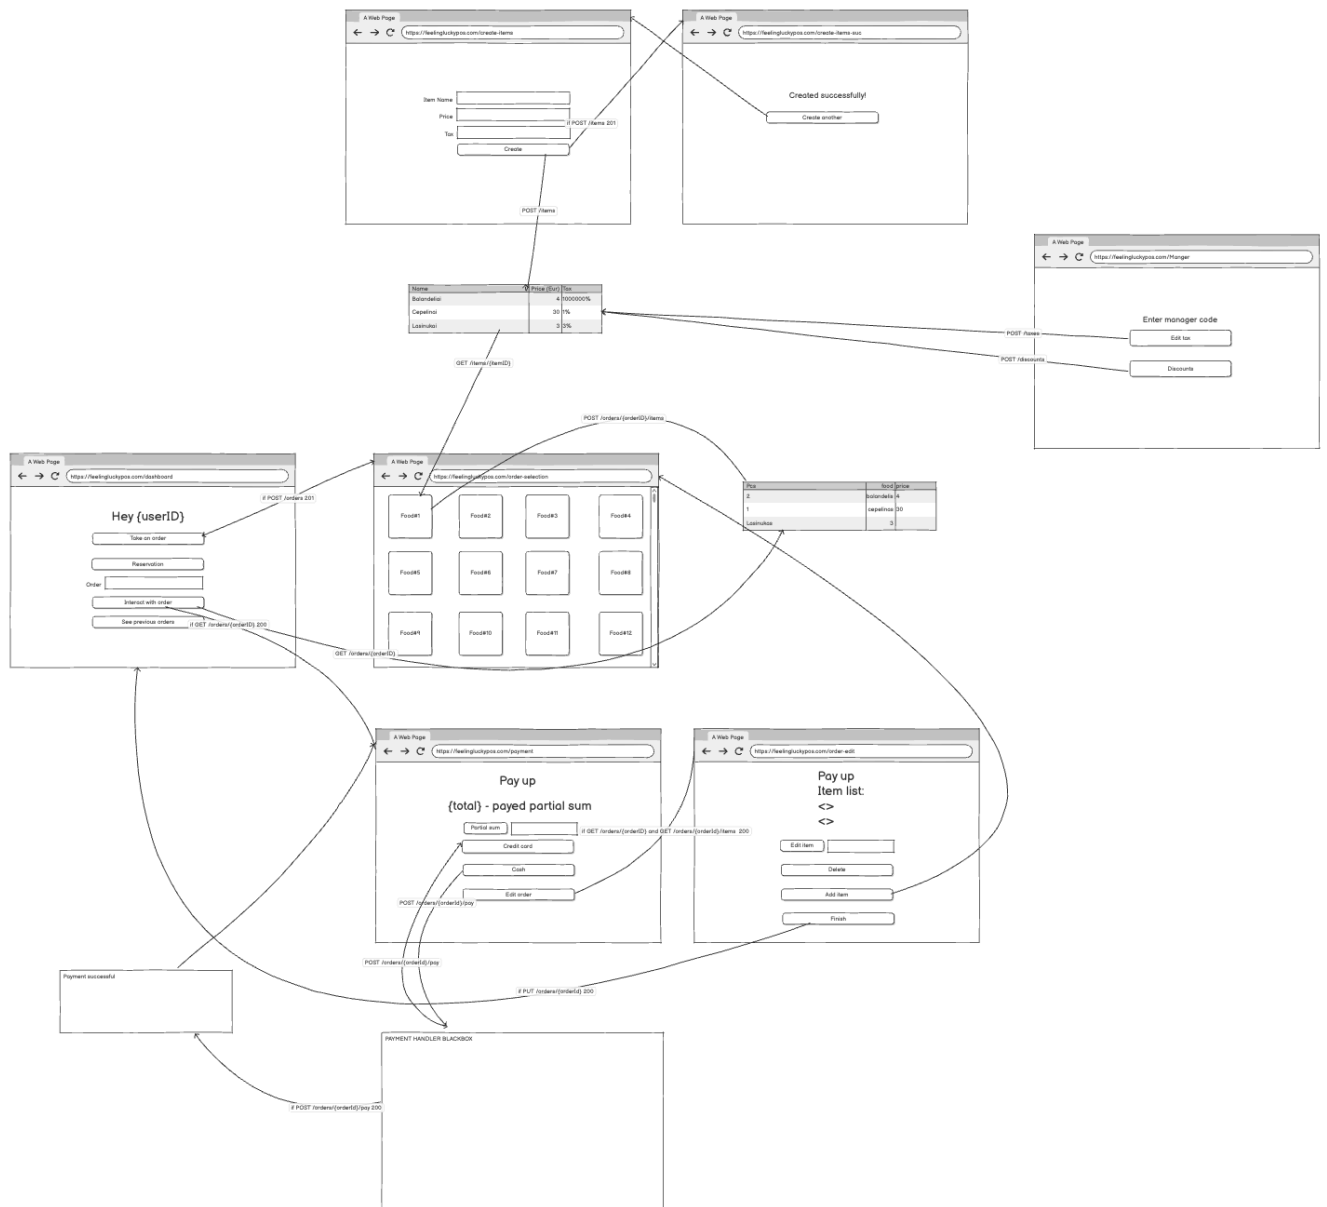 A Web Page
https://feelingluckypos.com/create-items
Item Name
Price
if POST /items 201
Tax
Create
POST /items
A Web Page
https://feelingluckypos.com/create-items-suc
Created successfully!
Create another
A Web Page
https://feelingluckypos.com/Manger
Enter manager code
Edit tax
Discounts
POST /taxes
POST /discounts
Name Price (Eur) Tax
Balandeliai 4 1000000%
Cepelinai 30 1%
Lasinukai 3 3%
GET /items/{itemID}
POST /orders/{orderID}/items
A Web Page
https://feelingluckypos.com/dashboard
if POST /orders 201
Hey {userID}
Take an order
Reservation
Order
Interact with order
See previous orders
if GET /orders/{orderID} 200
GET /orders/{orderID}
A Web Page
https://feelingluckypos.com/order-selection
Food#1 Food#2 Food#3 Food#4
Food#5 Food#6 Food#7 Food#8
Food#9 Food#10 Food#11 Food#12
Pos food price
2 balandelis 4
1 cepelinas 30
Lasinukas 3
A Web Page
https://feelingluckypos.com/payment
Pay up
{total} - payed partial sum
Partial sum
if GET /orders/{orderID} and GET /orders/{orderId}/items 200
Credit card
Cash
Edit order
POST /orders/{orderId}/pay
POST /orders/{orderId}/pay
A Web Page
https://feelingluckypos.com/order-edit
Pay up
Item list:
<>
<>
Edit item
Delete
Add item
Finish
if PUT /orders/{orderId} 200
Payment successful
PAYMENT HANDLER BLACKBOX
if POST /orders/{orderId}/pay 200